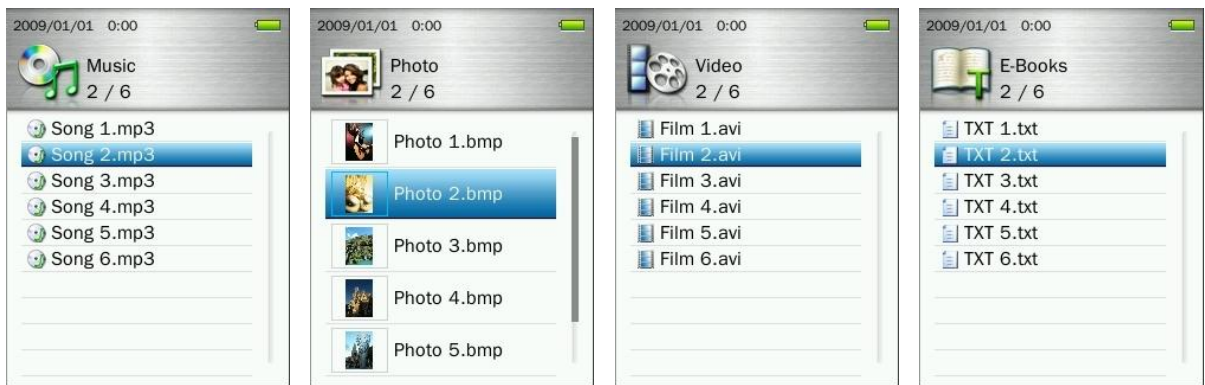 2009/01/01 0:00
Music
2 / 6
Song 1.mp3
Song 2.mp3
Song 3.mp3
Song 4.mp3
Song 5.mp3
Song 6.mp3
2009/01/01 0:00
Photo
2 / 6
Photo 1.bmp
Photo 2.bmp
Photo 3.bmp
Photo 4.bmp
Photo 5.bmp
2009/01/01 0:00
Video
2 / 6
Film 1.avi
Film 2.avi
Film 3.avi
Film 4.avi
Film 5.avi
Film 6.avi
2009/01/01 0:00
T
E-Books
2 / 6
TXT 1.txt
TXT 2.txt
TXT 3.txt
TXT 4.txt
TXT 5.txt
TXT 6.txt